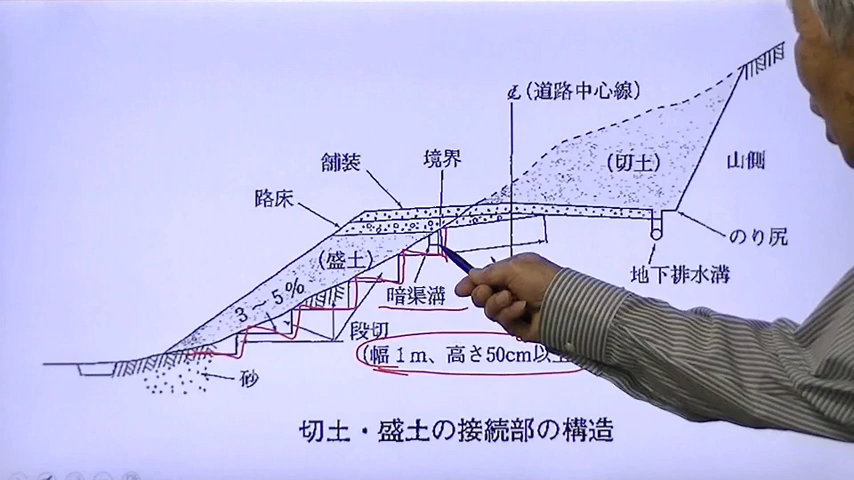 ℄(道路中心線)
舗装
境界
(切土)
山側
路床
のり尻
(盛土)
地下排水溝
3～5%
暗渠溝
段切
(幅1m、高さ50cm以上
砂
切土・盛土の接続部の構造